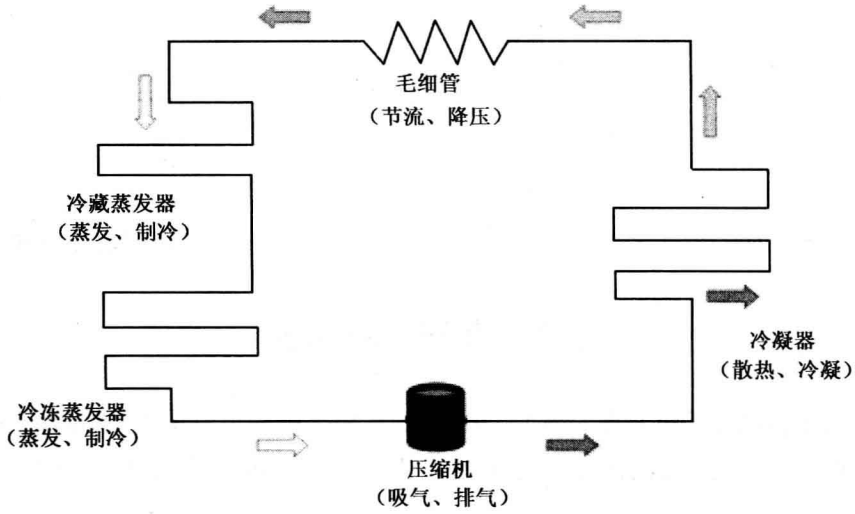 毛细管
（节流、降压）
冷藏蒸发器
（蒸发、制冷）
冷凝器
（散热、冷凝）
冷冻蒸发器
（蒸发、制冷）
压缩机
（吸气、排气）